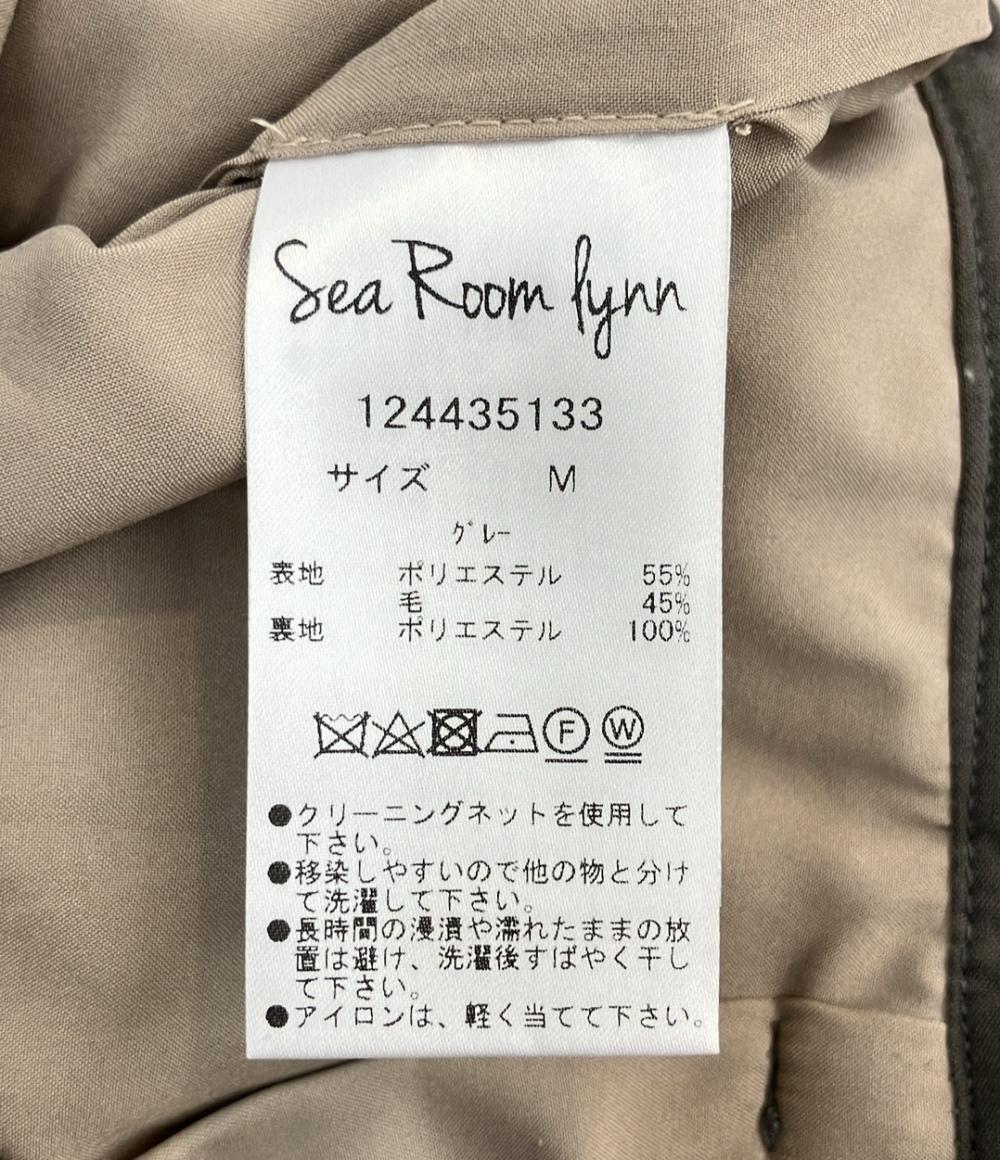 Sea Room lynn
124435133
サイズ M
グレー
表地 ポリエステル 55%
毛 45%
裏地 ポリエステル 100%
F W
●クリーニングネットを使用して
下さい。
●移染しやすいので他の物と分け
て洗濯して下さい。
●長時間の浸漬や濡れたままの放
置は避け、洗濯後すばやく干し
て下さい。
●アイロンは、軽く当てて下さい。